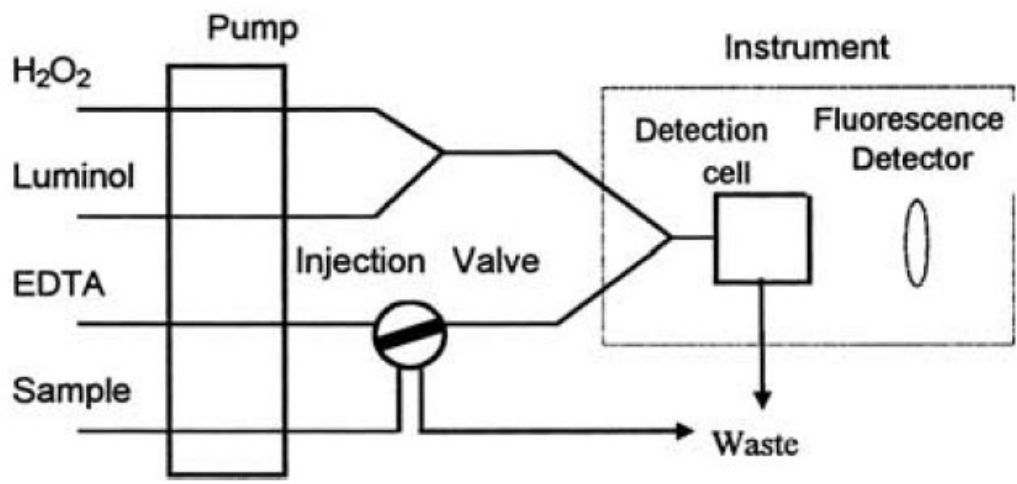 Pump
Instrument
H₂O₂
Detection
cell
Fluorescence
Detector
Luminol
Injection Valve
EDTA
Sample
Waste